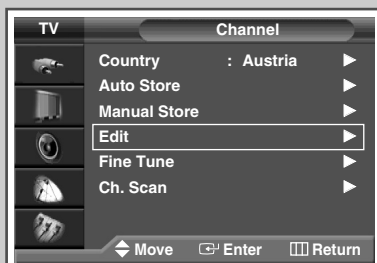 TV Channel
Country : Austria
Auto Store
Manual Store
Edit
Fine Tune
Ch. Scan
Move Enter Return